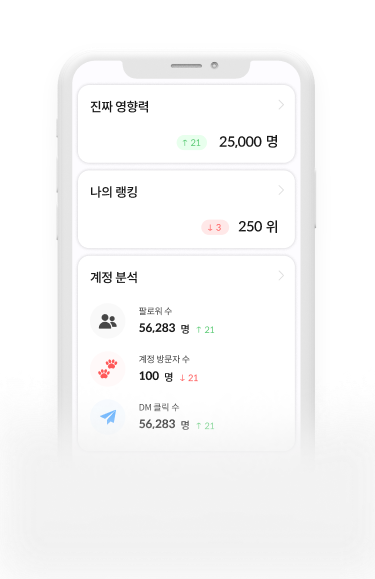 진짜 영향력
↑ 21 25,000 명
나의 랭킹
↓ 3 250 위
계정 분석
팔로워 수
56,283 명 ↑ 21
계정 방문자 수
100 명 ↓ 21
DM 클릭 수
56,283 명 ↑ 21